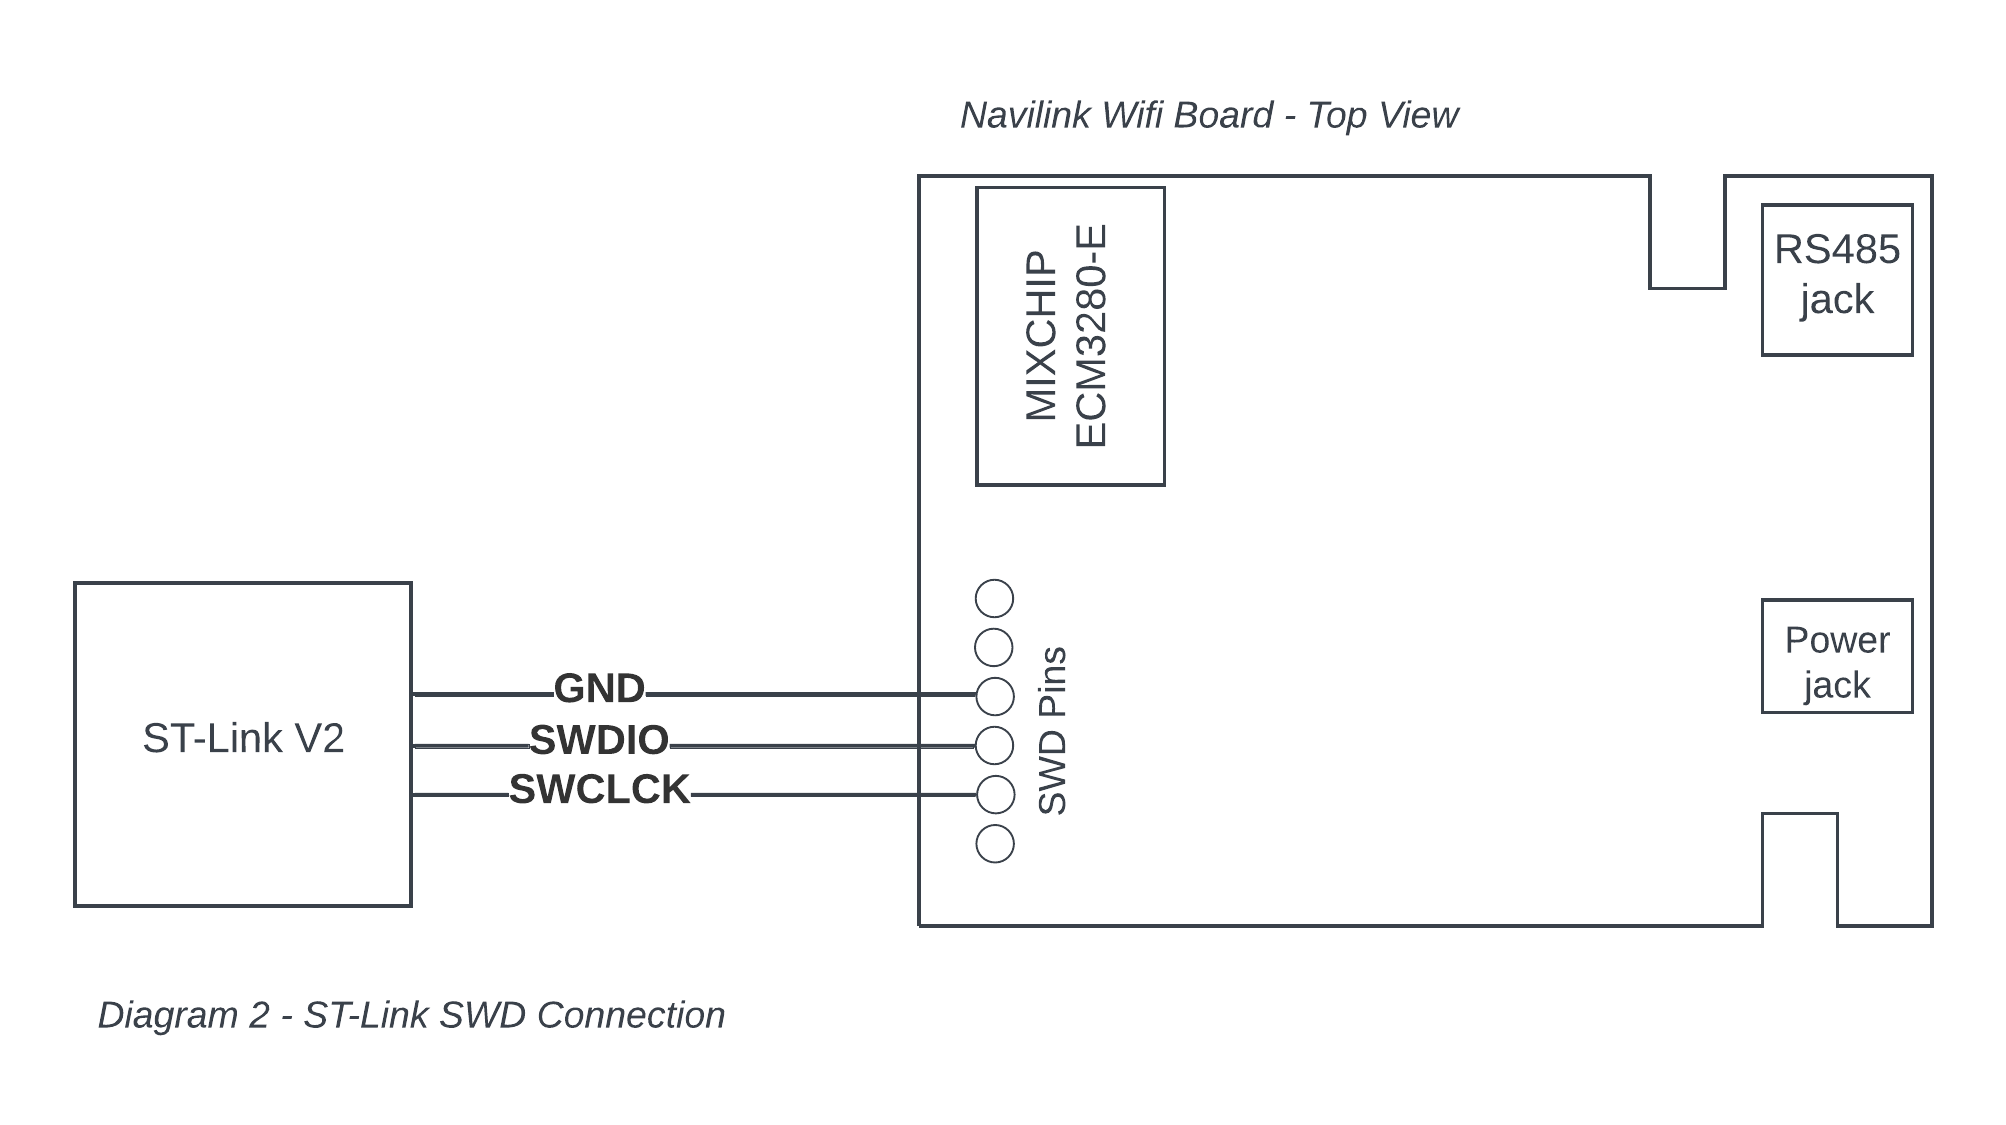 Navilink Wifi Board - Top View
MIXCHIP
ECM3280-E
RS485
jack
Power
jack
SWD Pins
GND
SWDIO
SWCLCK
ST-Link V2
Diagram 2 - ST-Link SWD Connection